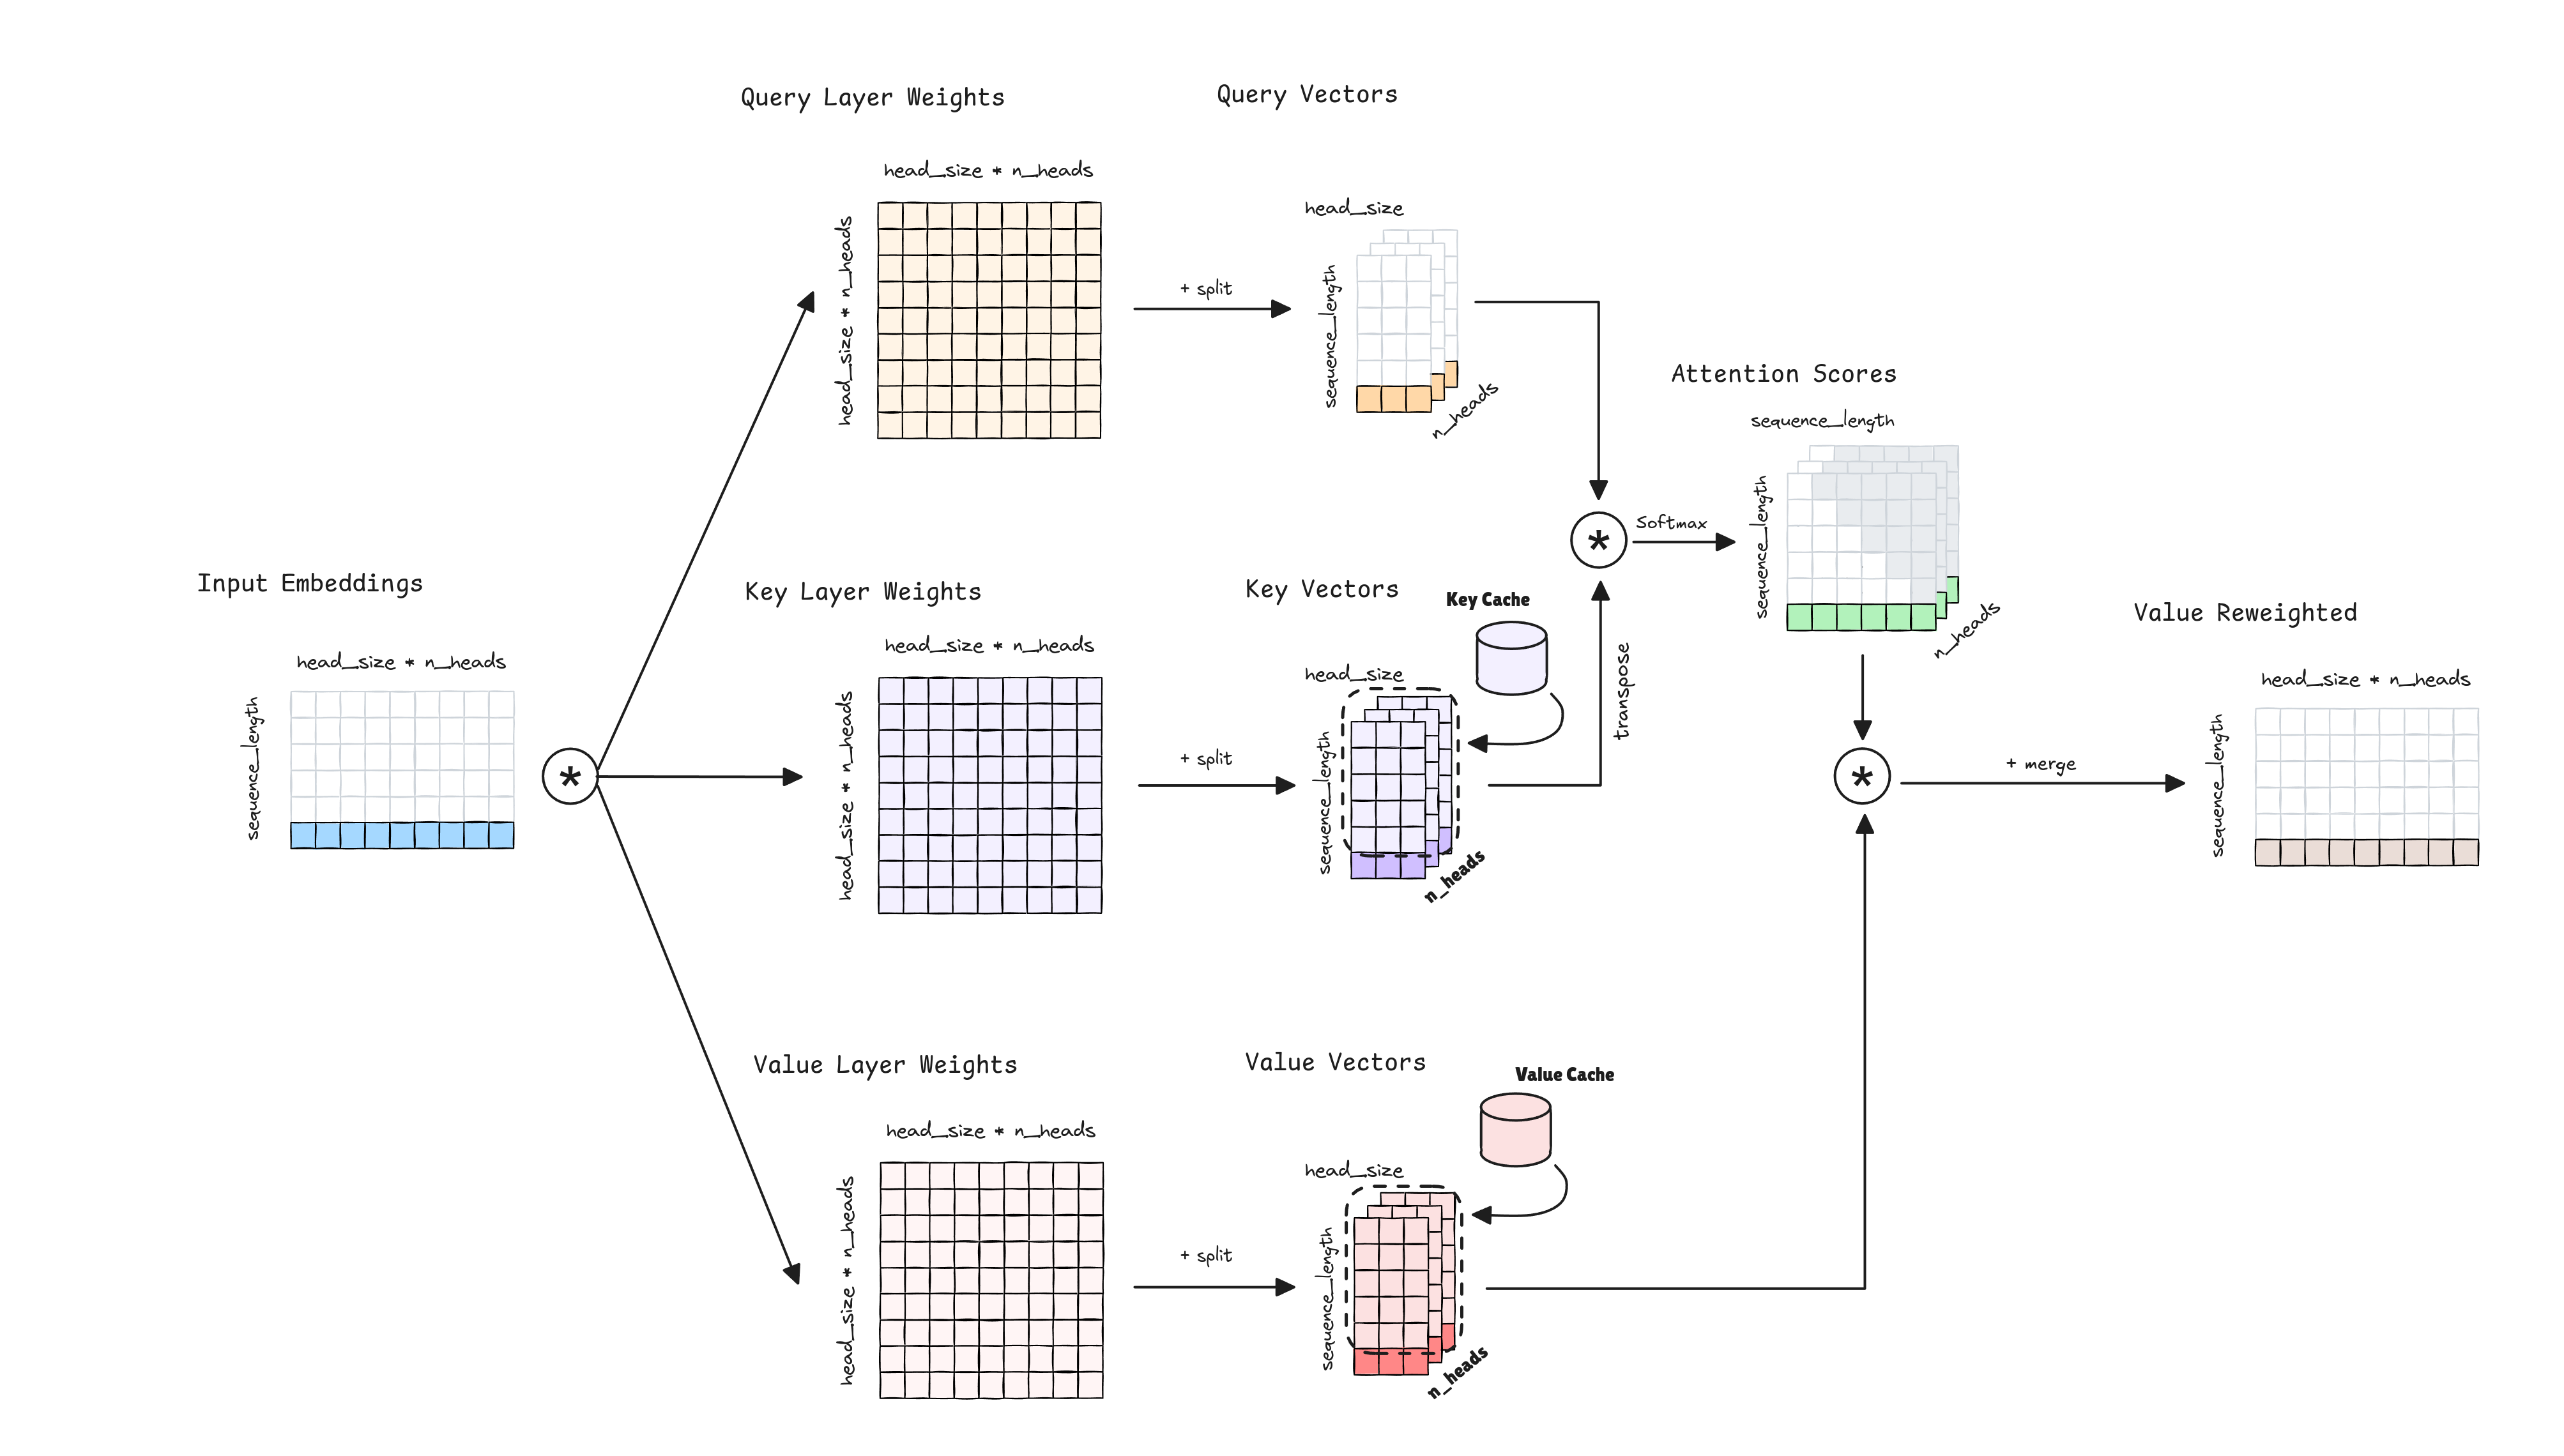 Query Layer Weights
Query Vectors
head_size * n_heads
head_size * n_heads
+ split
head_size
sequence_length
n_heads
Attention Scores
sequence_length
sequence_length
n_heads
Softmax
*
Input Embeddings
head_size * n_heads
sequence_length
*
Key Layer Weights
head_size * n_heads
head_size * n_heads
+ split
Key Vectors
Key Cache
head_size
sequence_length
n_heads
transpose
*
+ merge
Value Reweighted
head_size * n_heads
sequence_length
Value Layer Weights
head_size * n_heads
head_size * n_heads
+ split
Value Vectors
Value Cache
head_size
sequence_length
n_heads